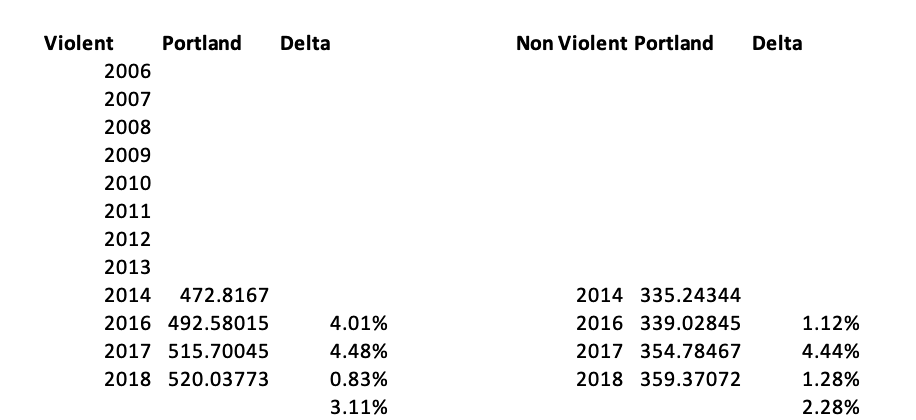 Violent Portland Delta Non Violent Portland Delta
2006
2007
2008
2009
2010
2011
2012
2013
2014 472.8167 2014 335.24344
2016 492.58015 4.01% 2016 339.02845 1.12%
2017 515.70045 4.48% 2017 354.78467 4.44%
2018 520.03773 0.83% 2018 359.37072 1.28%
3.11% 2.28%